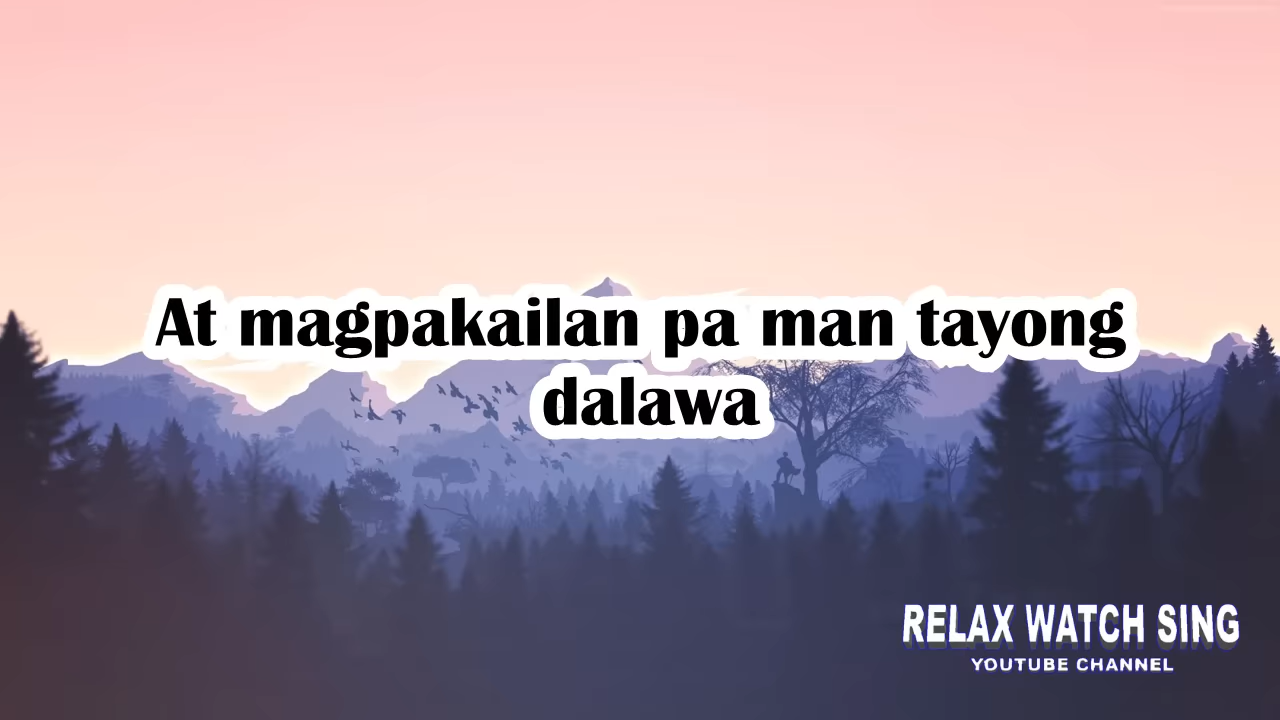 At magpakailan pa man tayong
dalawa
RELAX WATCH SING
YOUTUBE CHANNEL